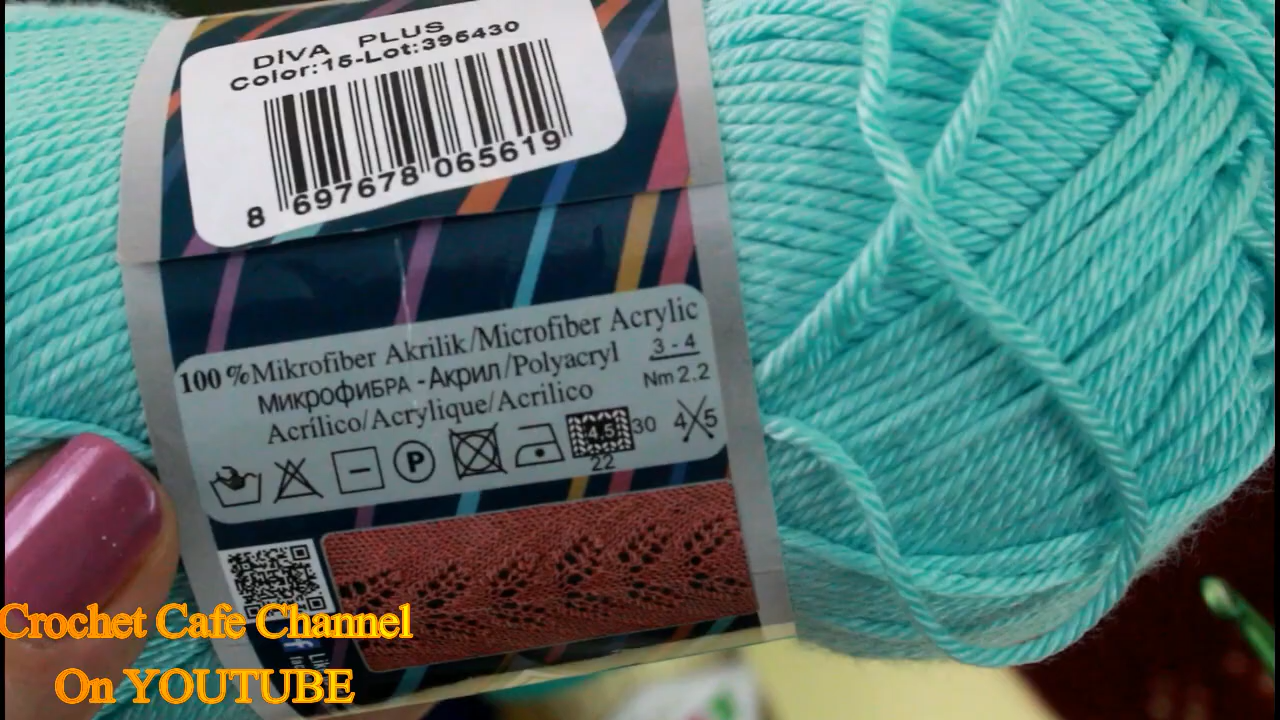 DİVA PLUS
Color:15-Lot:395430
8 697678 065619
100 %Mikrofiber Akrilik/Microfiber Acrylic
МИКРОФИБРА -Акрил/Polyacryl
Acrílico/Acrylique/Acrilico
3 - 4
Nm 2.2
P
4.5
30
22
4
5
Crochet Cafe Channel
On YOUTUBE